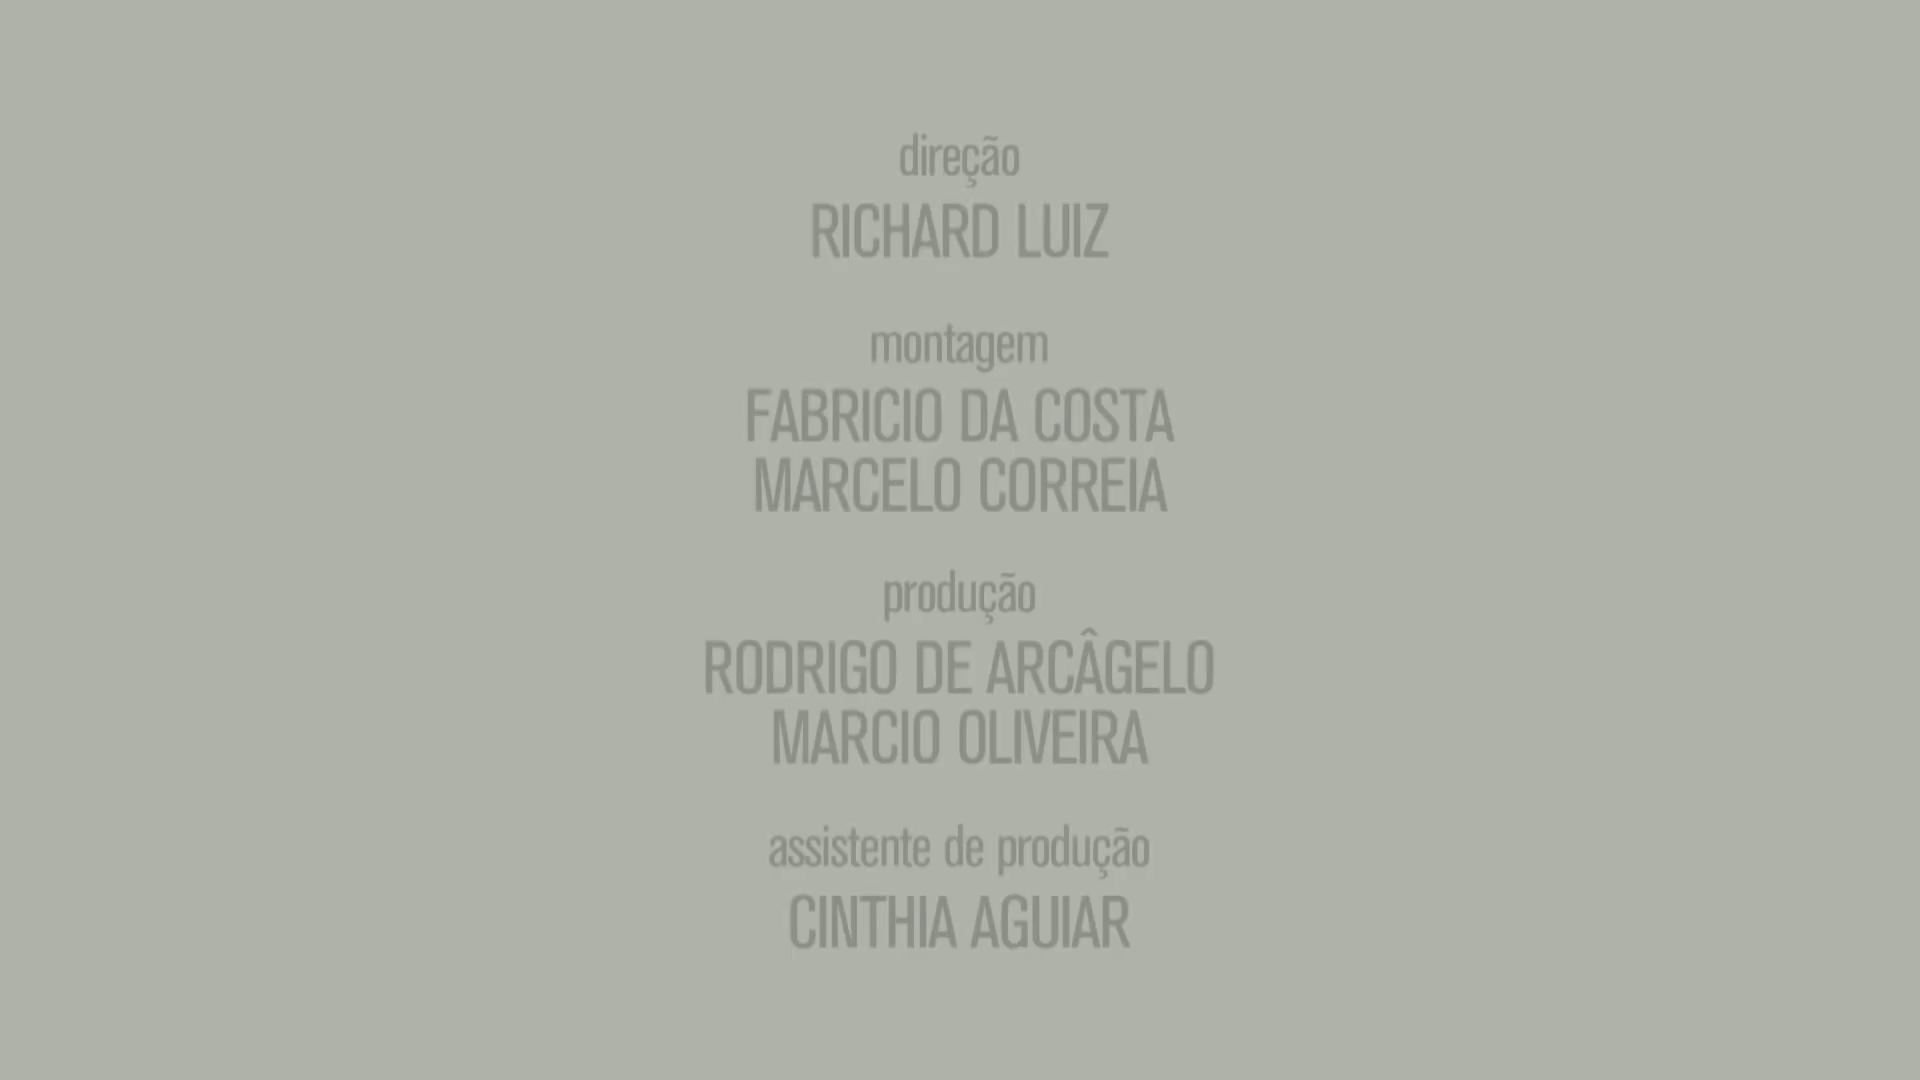 direção
RICHARD LUIZ
montagem
FABRICIO DA COSTA
MARCELO CORREIA
produção
RODRIGO DE ARCÂGELO
MARCIO OLIVEIRA
assistente de produção
CINTHIA AGUIAR